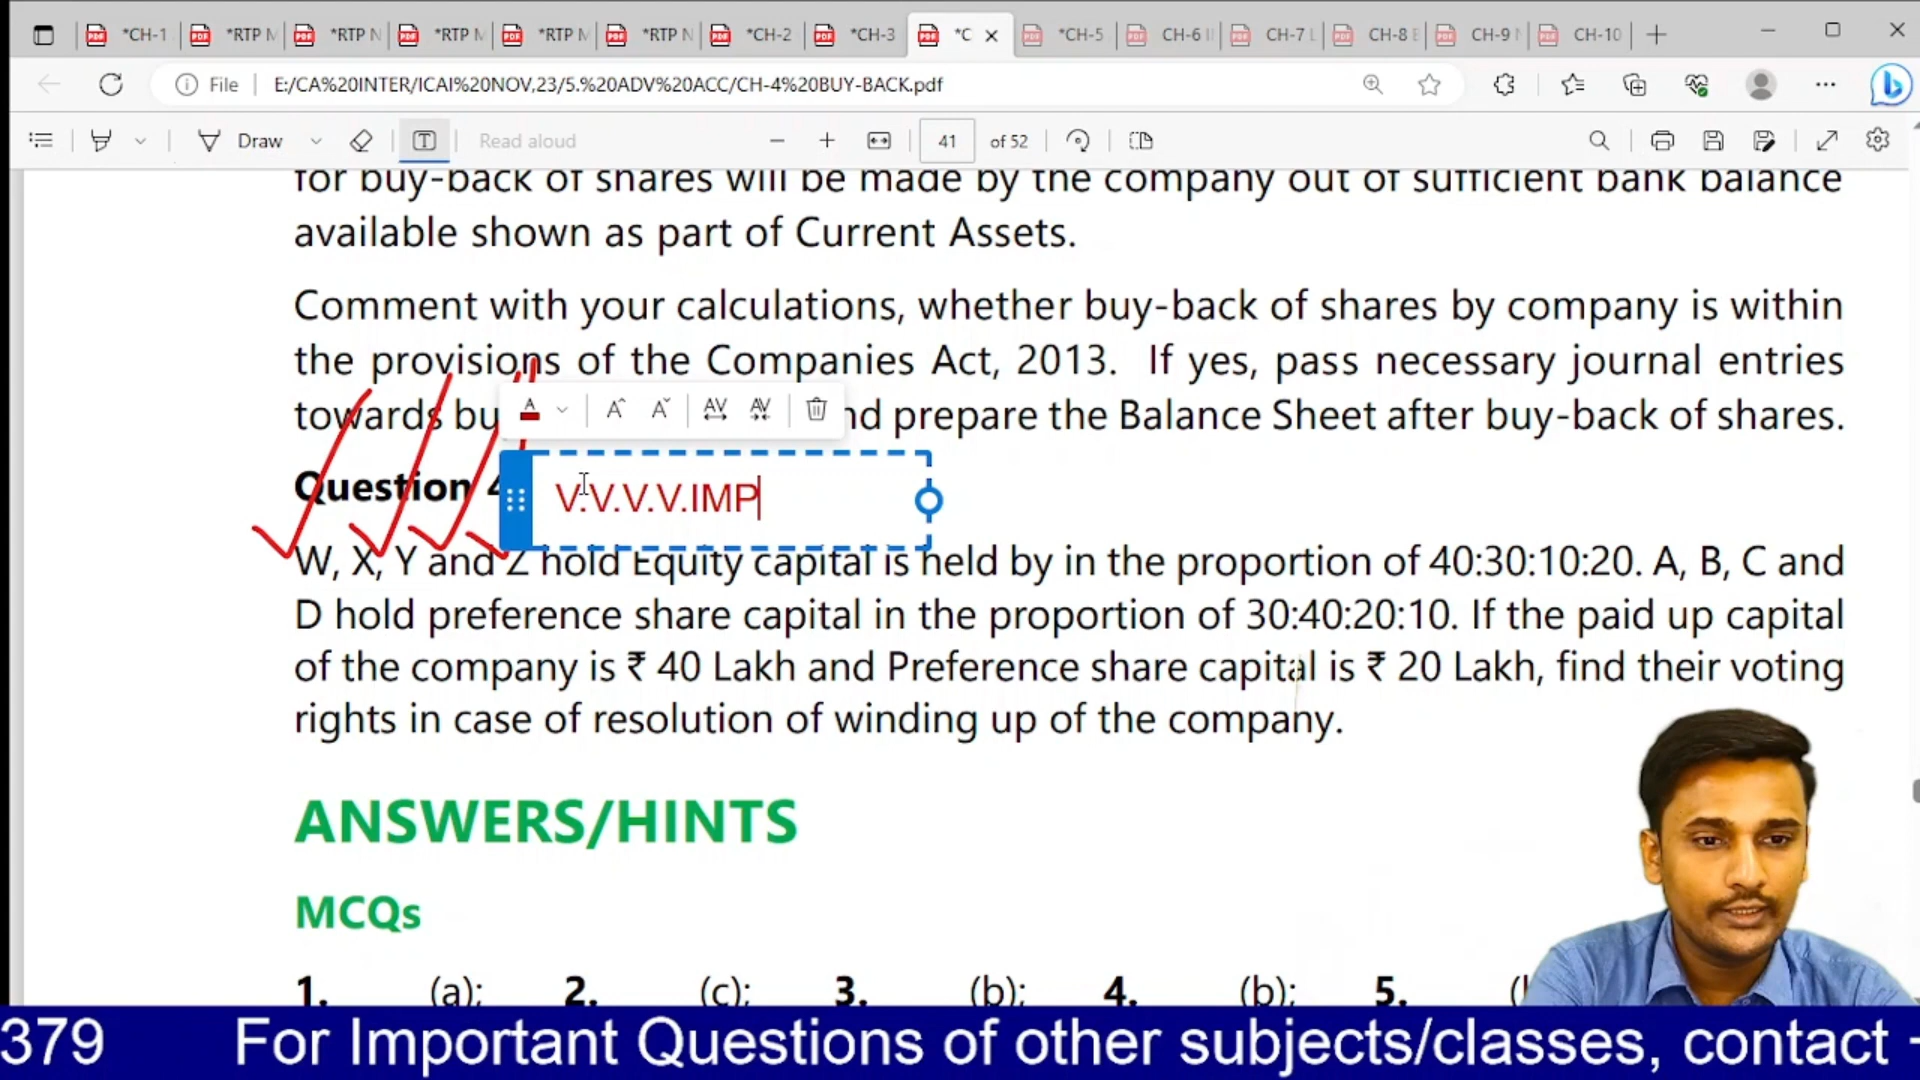 *CH-1
*RTP M
*RTP N
*RTP M
*RTP M
*RTP N
*CH-2
*CH-3
*C
*CH-5
CH-6 I
CH-7 L
CH-8 E
CH-9 N
CH-10
File
E:/CA%20INTER/ICAI%20NOV,23/5.%20ADV%20ACC/CH-4%20BUY-BACK.pdf
Draw
Read aloud
41
of 52
for buy-back of shares will be made by the company out of sufficient bank balance
available shown as part of Current Assets.
Comment with your calculations, whether buy-back of shares by company is within
the provisions of the Companies Act, 2013. If yes, pass necessary journal entries
towards bu nd prepare the Balance Sheet after buy-back of shares.
Question 4
V.V.V.V.IMP
W, X, Y and Z hold Equity capital is held by in the proportion of 40:30:10:20. A, B, C and
D hold preference share capital in the proportion of 30:40:20:10. If the paid up capital
of the company is ₹ 40 Lakh and Preference share capital is ₹ 20 Lakh, find their voting
rights in case of resolution of winding up of the company.
ANSWERS/HINTS
MCQs
1. (a); 2. (c); 3. (b); 4. (b); 5.
379 For Important Questions of other subjects/classes, contact